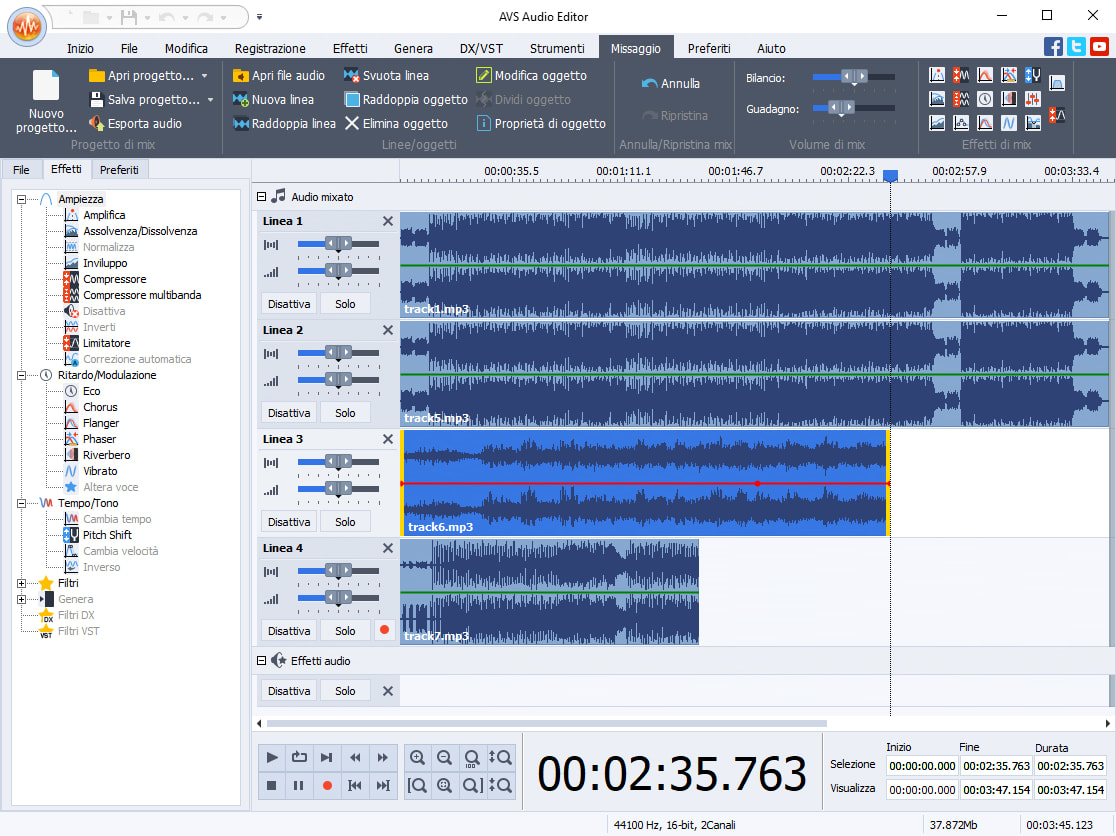 AVS Audio Editor
Inizio File Modifica Registrazione Effetti Genera DX/VST Strumenti Missaggio Preferiti Aiuto
Nuovo progetto...
Apri progetto...
Salva progetto...
Esporta audio
Progetto di mix
Apri file audio
Nuova linea
Raddoppia linea
Svuota linea
Raddoppia oggetto
Elimina oggetto
Modifica oggetto
Dividi oggetto
Proprietà di oggetto
Linee/oggetti
Annulla
Ripristina
Annulla/Ripristina mix
Bilancio:
Guadagno:
Volume di mix
Effetti di mix
File Effetti Preferiti
Ampiezza
Amplifica
Assolvenza/Dissolvenza
Normalizza
Inviluppo
Compressore
Compressore multibanda
Disattiva
Inverti
Limitatore
Correzione automatica
Ritardo/Modulazione
Eco
Chorus
Flanger
Phaser
Riverbero
Vibrato
Altera voce
Tempo/Tono
Cambia tempo
Pitch Shift
Cambia velocità
Inverso
Filtri
Genera
DX Filtri DX
VST Filtri VST
00:00:35.5 00:01:11.1 00:01:46.7 00:02:22.3 00:02:57.9 00:03:33.4
Audio mixato
Linea 1
Disattiva Solo
track1.mp3
Linea 2
Disattiva Solo
track5.mp3
Linea 3
Disattiva Solo
track6.mp3
Linea 4
Disattiva Solo
track7.mp3
Effetti audio
Disattiva Solo
100
00:02:35.763
Inizio Fine Durata
Selezione 00:00:00.000 00:02:35.763 00:02:35.763
Visualizza 00:00:00.000 00:03:47.154 00:03:47.154
44100 Hz, 16-bit, 2Canali 37.872Mb 00:03:45.123